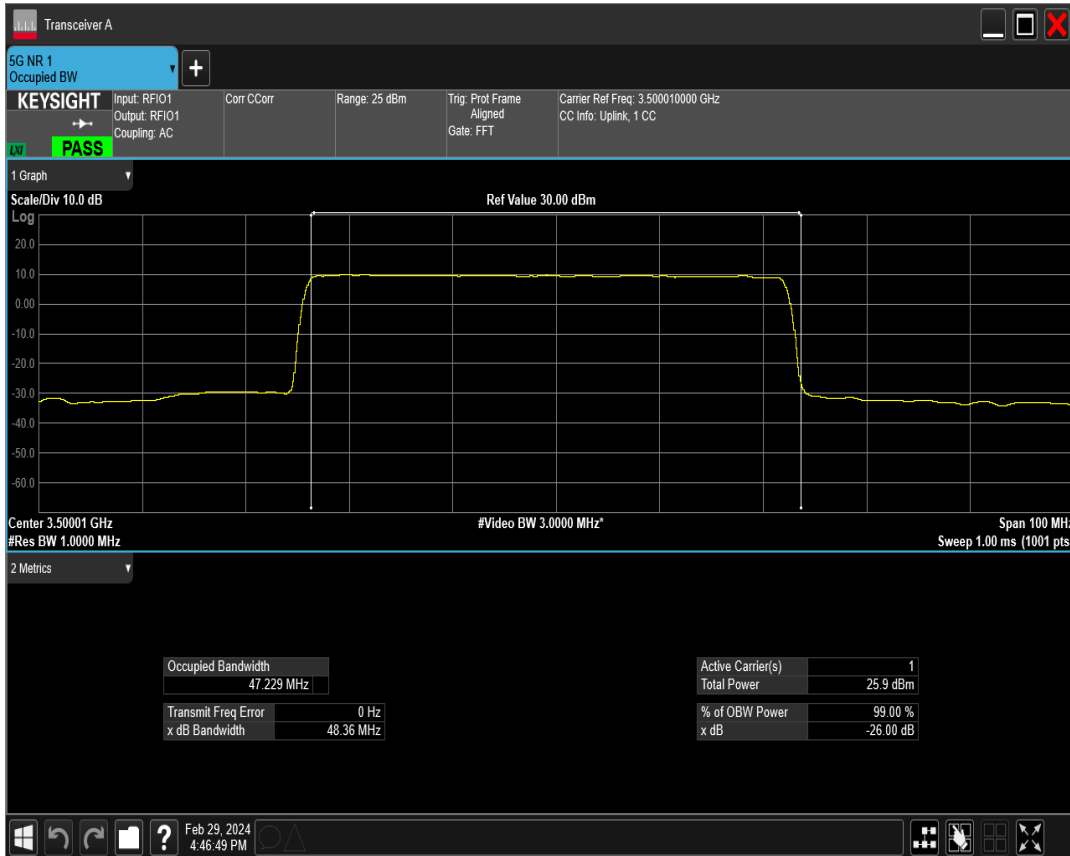 Transceiver A
5G NR 1
Occupied BW
KEYSIGHT
Input: RFIO1
Output: RFIO1
Coupling: AC
Corr CCorr
Range: 25 dBm
Trig: Prot Frame
Aligned
Gate: FFT
Carrier Ref Freq: 3.500010000 GHz
CC Info: Uplink, 1 CC
LXI
PASS
1 Graph
Scale/Div 10.0 dB
Ref Value 30.00 dBm
Log
20.0
10.0
0.00
-10.0
-20.0
-30.0
-40.0
-50.0
-60.0
Center 3.50001 GHz
#Video BW 3.0000 MHz*
Span 100 MHz
#Res BW 1.0000 MHz
Sweep 1.00 ms (1001 pts
2 Metrics
Occupied Bandwidth
47.229 MHz
Transmit Freq Error 0 Hz
x dB Bandwidth 48.36 MHz
Active Carrier(s) 1
Total Power 25.9 dBm
% of OBW Power 99.00 %
x dB -26.00 dB
?
Feb 29, 2024
4:46:49 PM